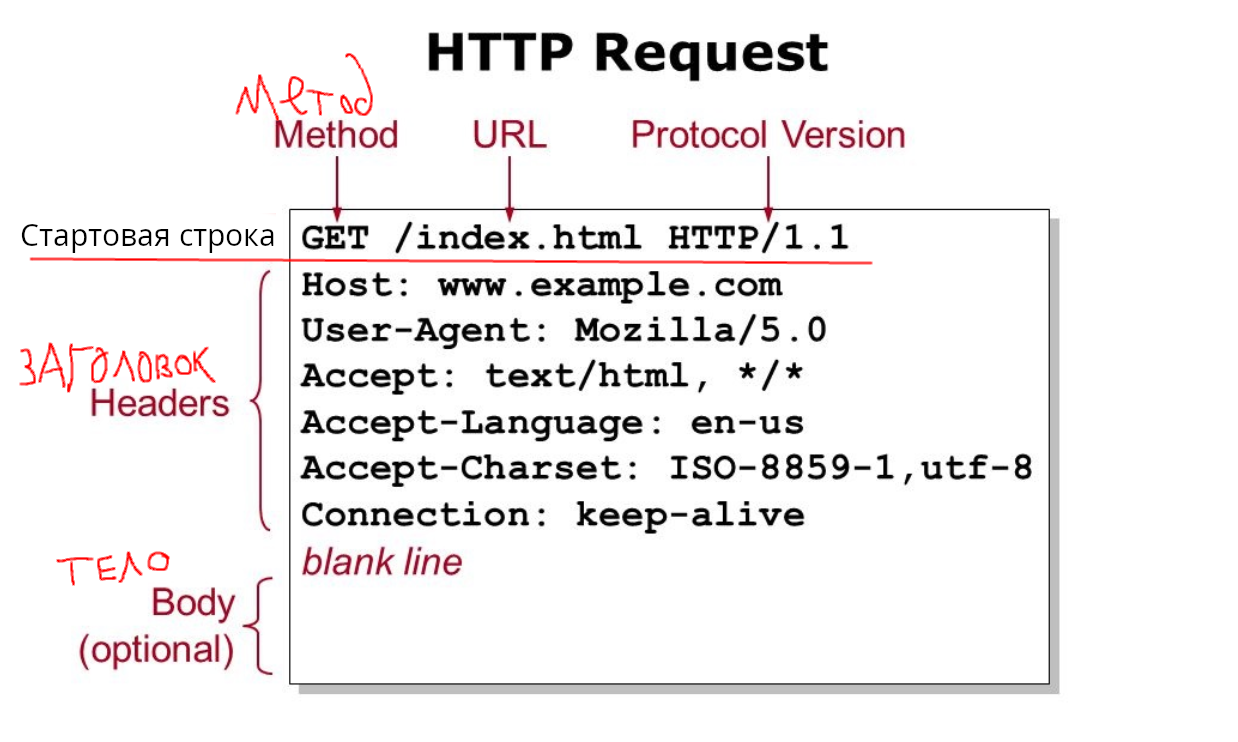 HTTP Request
Метод
Method URL Protocol Version
Стартовая строка GET /index.html HTTP/1.1
Host: www.example.com
User-Agent: Mozilla/5.0
ЗАГОЛОВОК
Accept: text/html, */*
Headers
Accept-Language: en-us
Accept-Charset: ISO-8859-1,utf-8
Connection: keep-alive
ТЕЛО
blank line
Body
(optional)